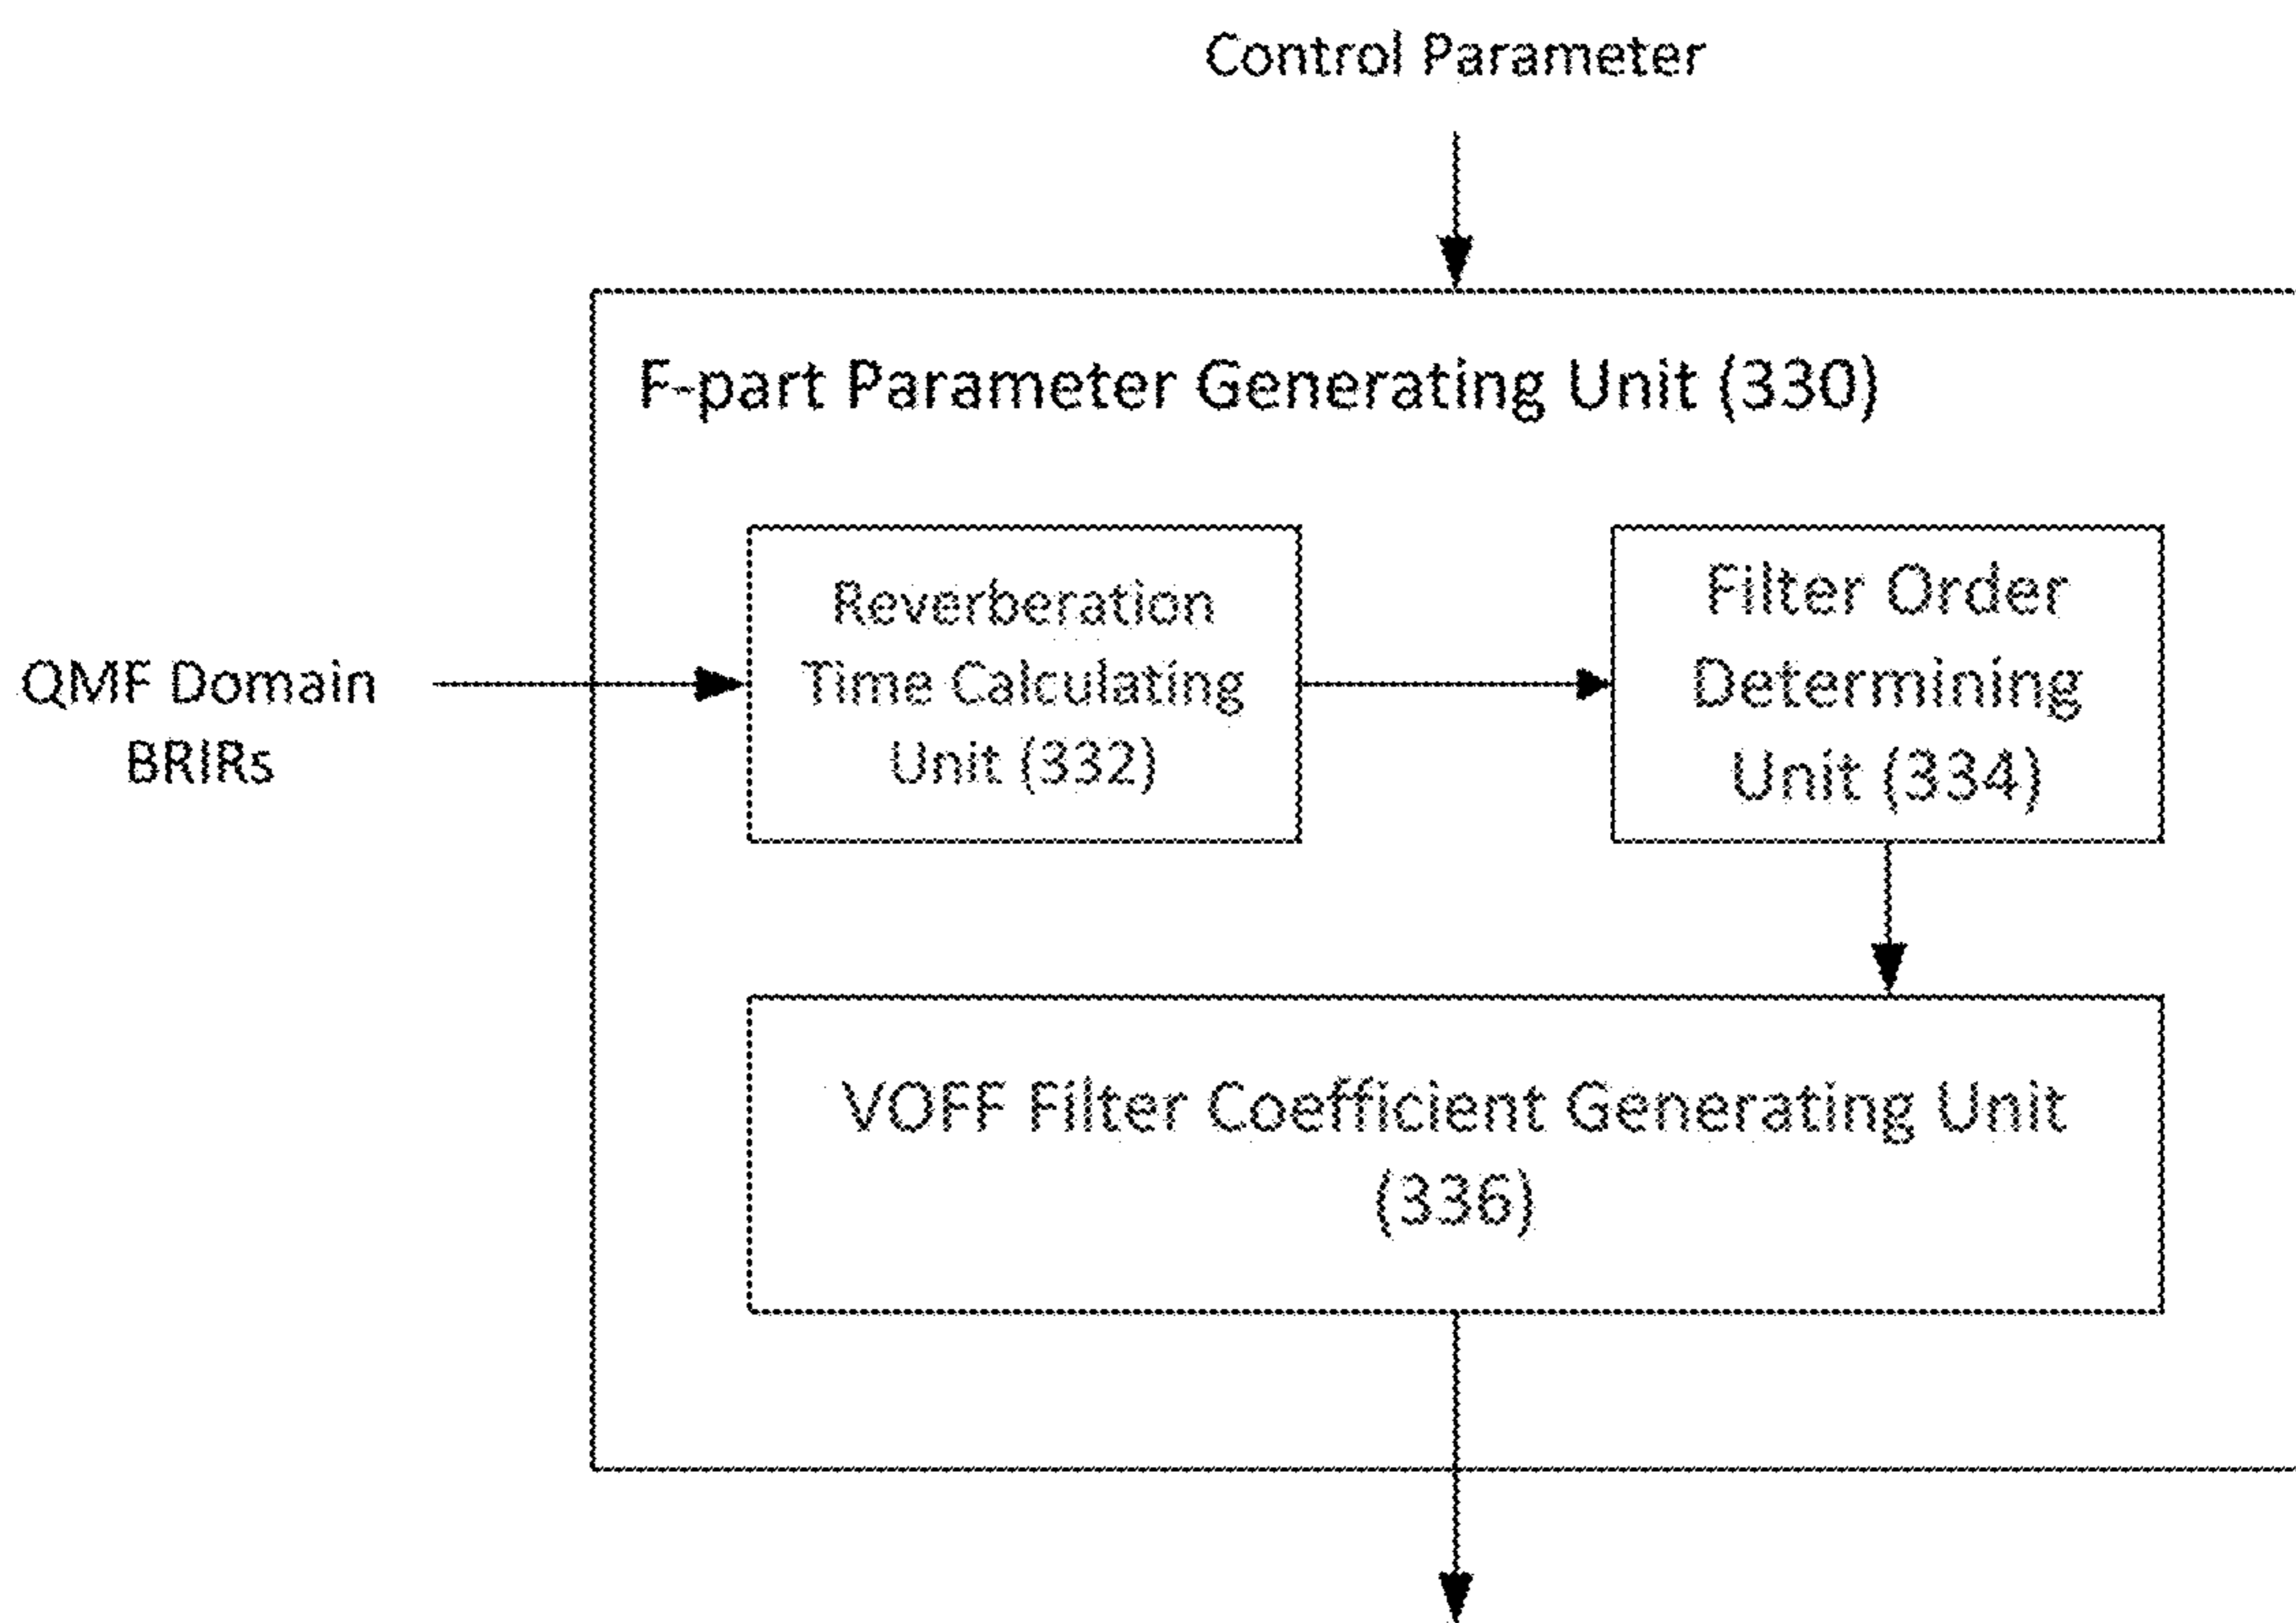 Control Parameter
F-part Parameter Generating Unit (330)
QMF Domain
BRIRs
Reverberation
Time Calculating
Unit (332)
Filter Order
Determining
Unit (334)
VOFF Filter Coefficient Generating Unit
(336)